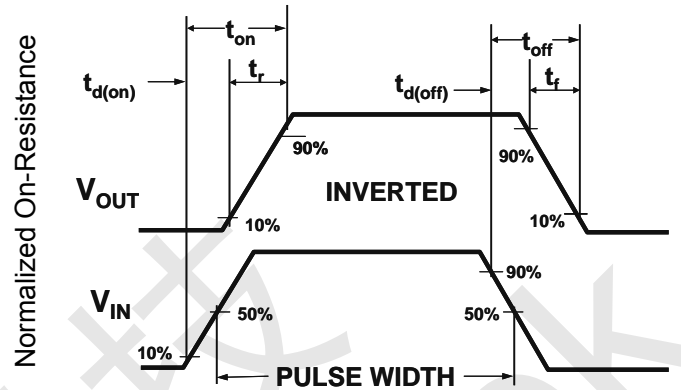 Normalized On-Resistance
t_on
t_off
t_d(on)
t_r
t_d(off)
t_f
90%
90%
V_OUT
INVERTED
10%
10%
90%
V_IN
50%
50%
10%
PULSE WIDTH